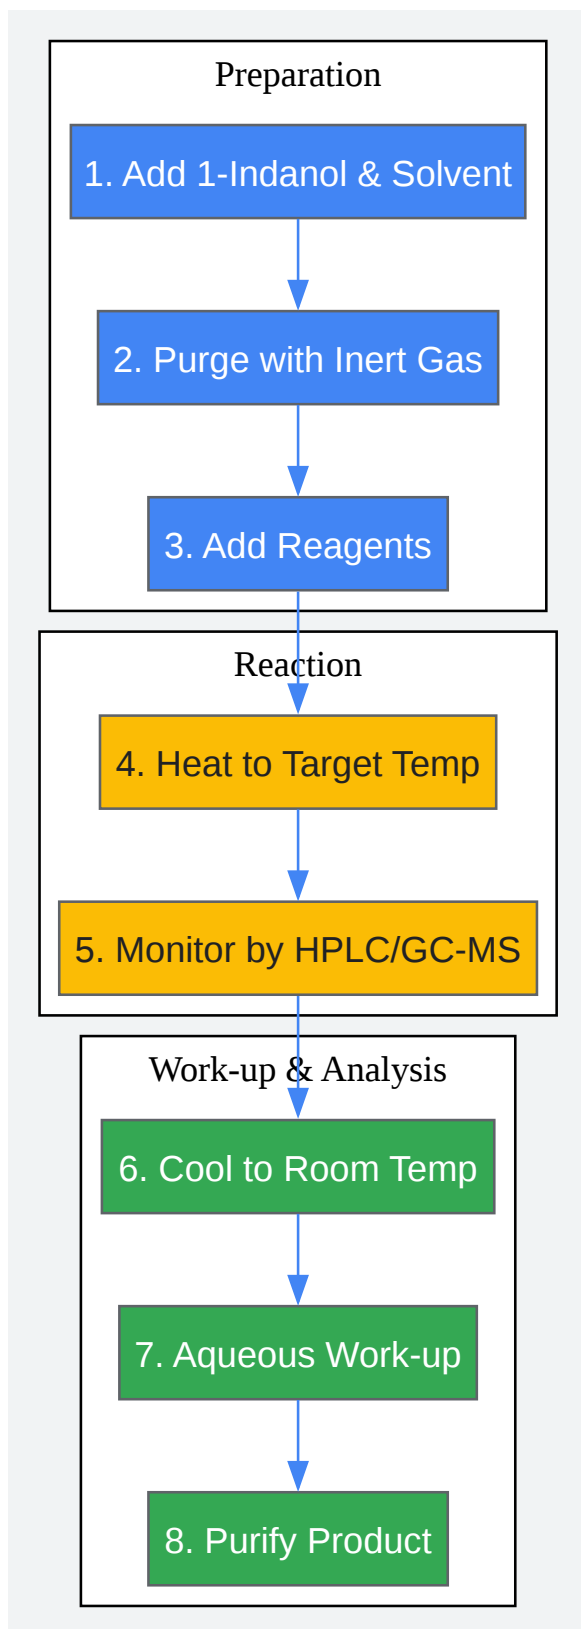 Preparation
1. Add 1-Indanol & Solvent
2. Purge with Inert Gas
3. Add Reagents
Reaction
4. Heat to Target Temp
5. Monitor by HPLC/GC-MS
Work-up & Analysis
6. Cool to Room Temp
7. Aqueous Work-up
8. Purify Product